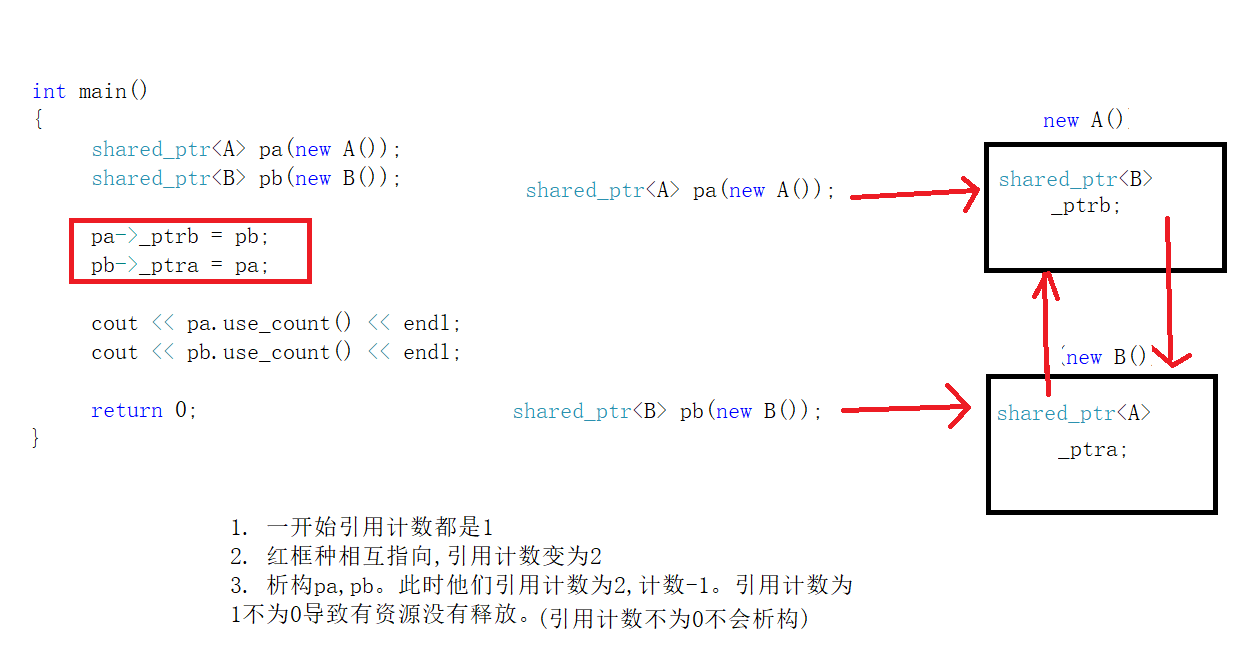 int main()
{
shared_ptr<A> pa(new A());
shared_ptr<B> pb(new B());
pa->_ptrb = pb;
pb->_ptra = pa;
cout << pa.use_count() << endl;
cout << pb.use_count() << endl;
return 0;
}
shared_ptr<A> pa(new A());
new A()
shared_ptr<B>
_ptrb;
shared_ptr<B> pb(new B());
(new B()
shared_ptr<A>
_ptra;
1. 一开始引用计数都是1
2. 红框种相互指向,引用计数变为2
3. 析构pa,pb。此时他们引用计数为2,计数-1。引用计数为
1不为0导致有资源没有释放。(引用计数不为0不会析构)